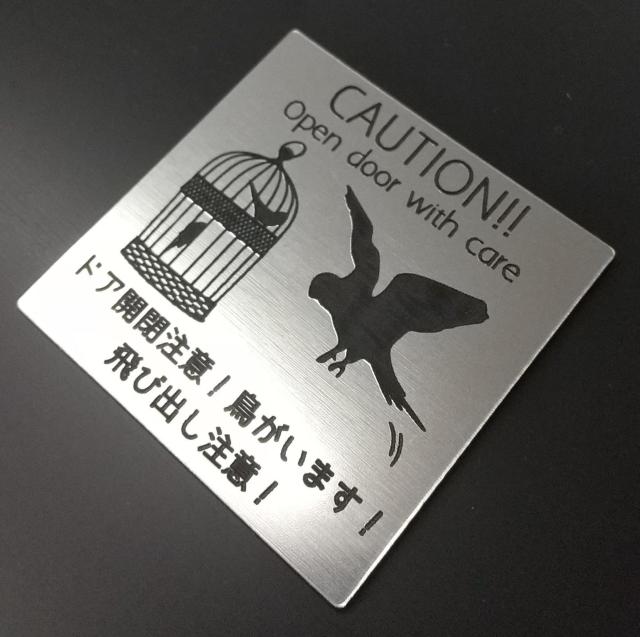 CAUTION!!
Open door with care
ドア開閉注意！鳥がいます！
飛び出し注意！